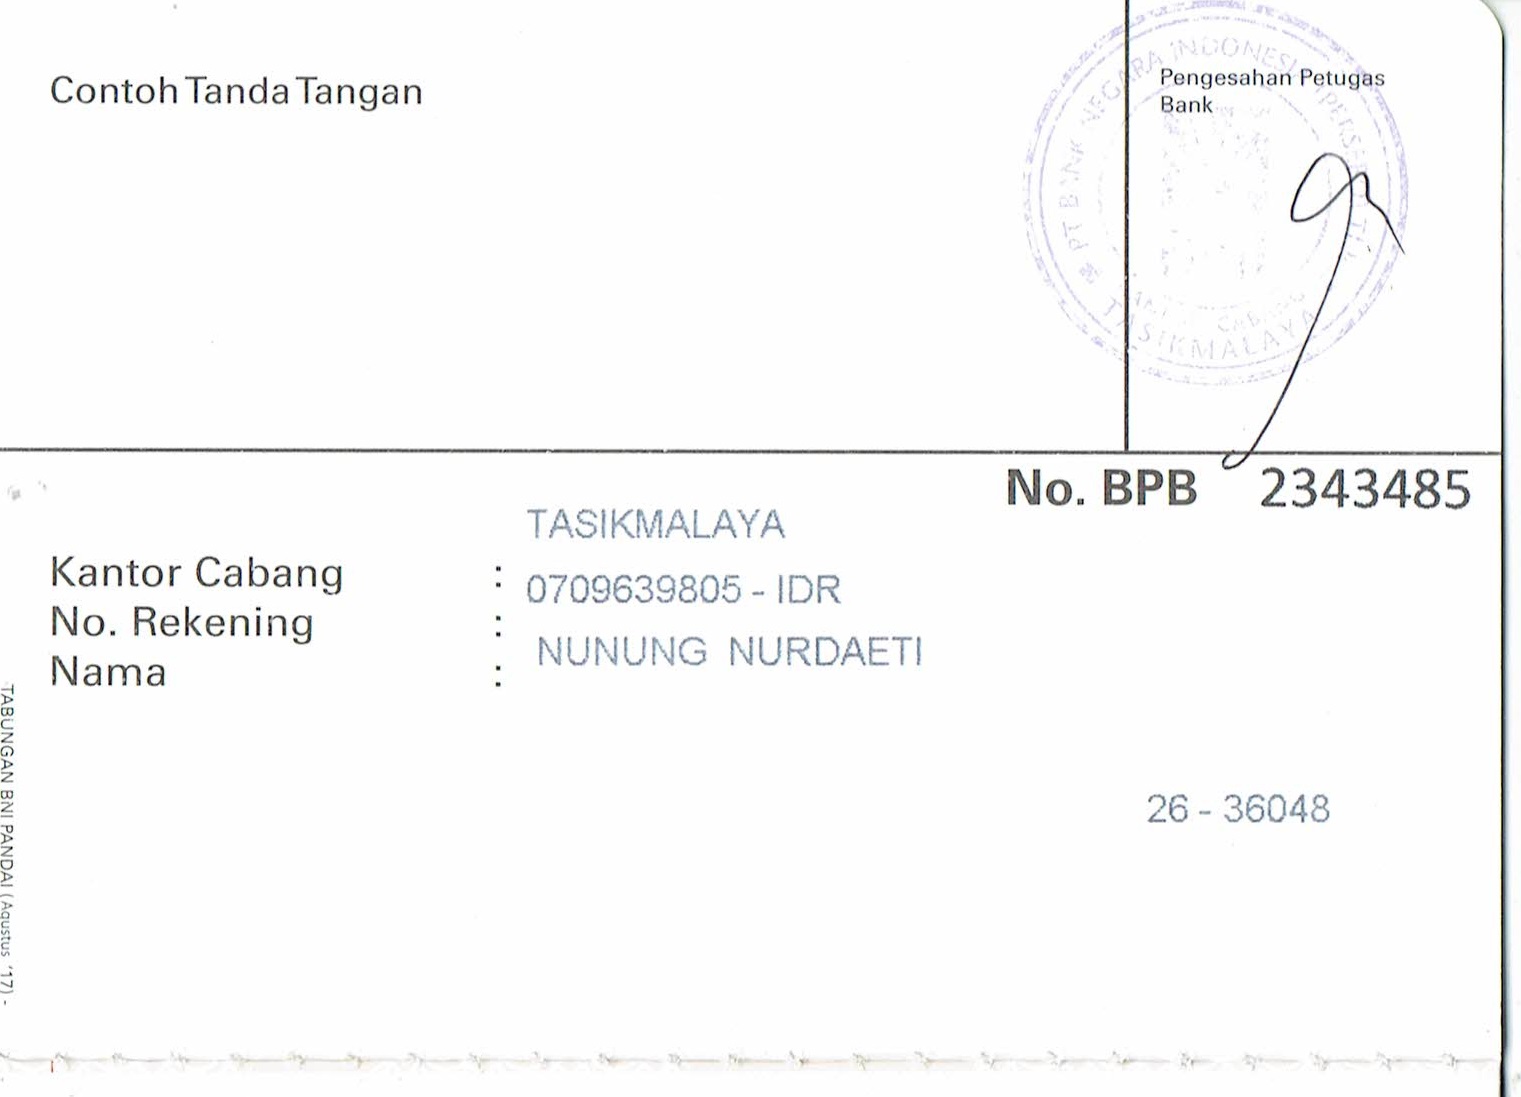 Contoh Tanda Tangan
Pengesahan Petugas
Bank
PT BANK NEGARA INDONESIA (PERSERO) Tbk
KANTOR CABANG
TASIKMALAYA
No. BPB 2343485
TASIKMALAYA
Kantor Cabang :
0709639805 - IDR
No. Rekening :
NUNUNG NURDAETI
Nama :
26 - 36048
TABUNGAN BNI PANDAI (Agustus '17) -